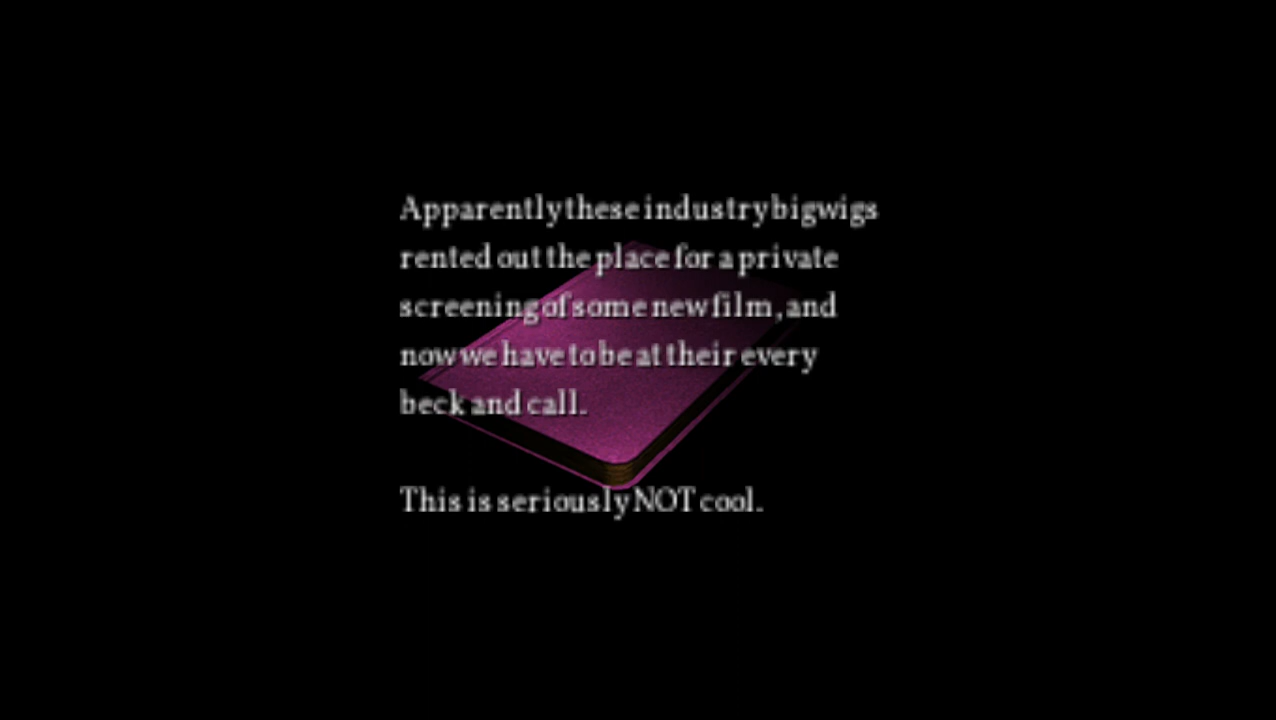 Apparently these industry bigwigs
rented out the place for a private
screening of some new film, and
now we have to be at their every
beck and call.
This is seriously NOT cool.